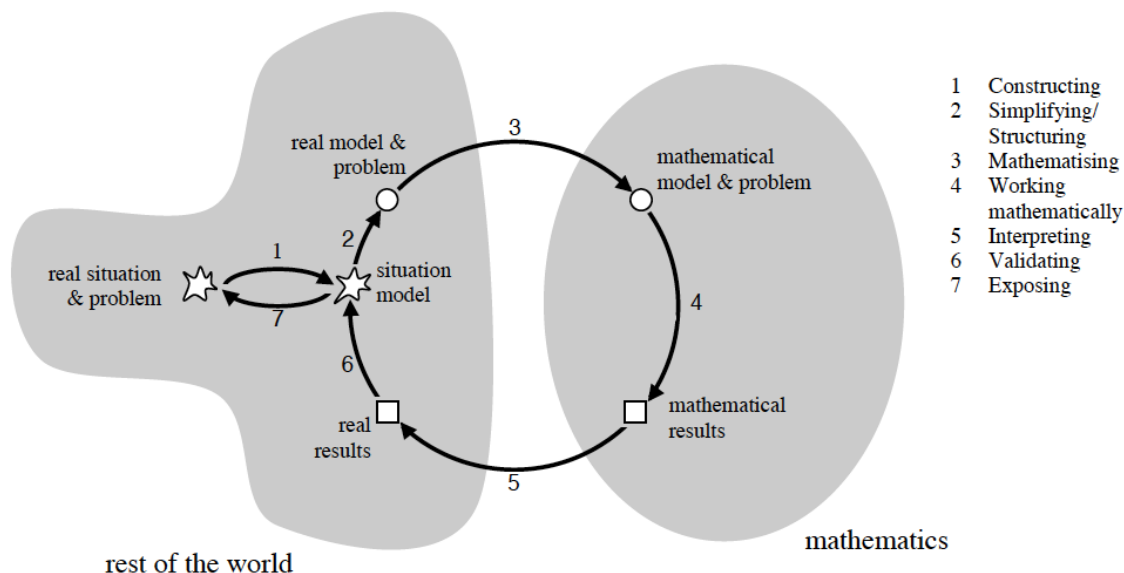 3
real model &
problem
mathematical
model & problem
2
1
real situation
& problem
situation
model
7
4
6
real
results
mathematical
results
5
rest of the world
mathematics
1 Constructing
2 Simplifying/
Structuring
3 Mathematising
4 Working
mathematically
5 Interpreting
6 Validating
7 Exposing